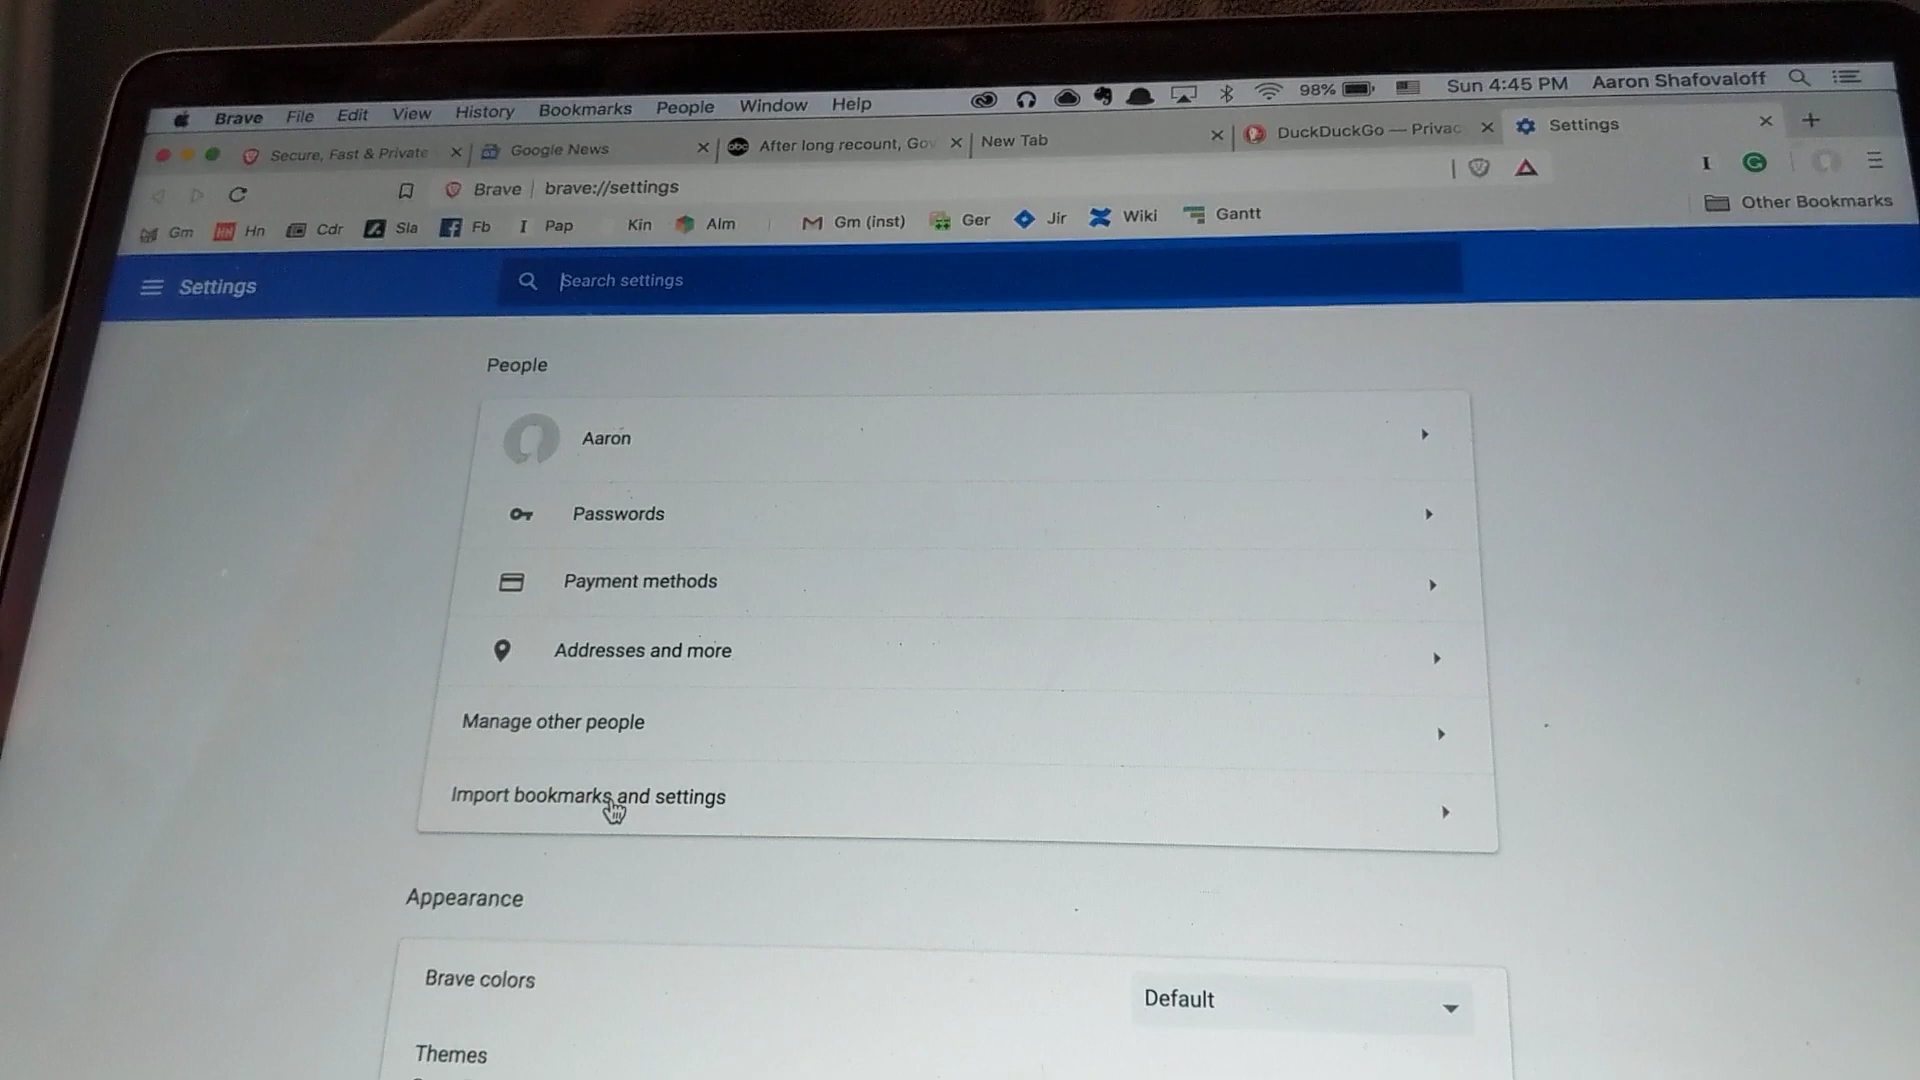 Brave File Edit View History Bookmarks People Window Help 98% Sun 4:45 PM Aaron Shafovaloff
Secure, Fast & Private Google News abc After long recount, Gov New Tab DuckDuckGo — Privac Settings
Brave brave://settings
Gm HN Hn Cdr Sla Fb I Pap Kin Alm Gm (inst) Ger Jir Wiki Gantt Other Bookmarks
Settings Search settings
People
Aaron
Passwords
Payment methods
Addresses and more
Manage other people
Import bookmarks and settings
Appearance
Brave colors Default
Themes